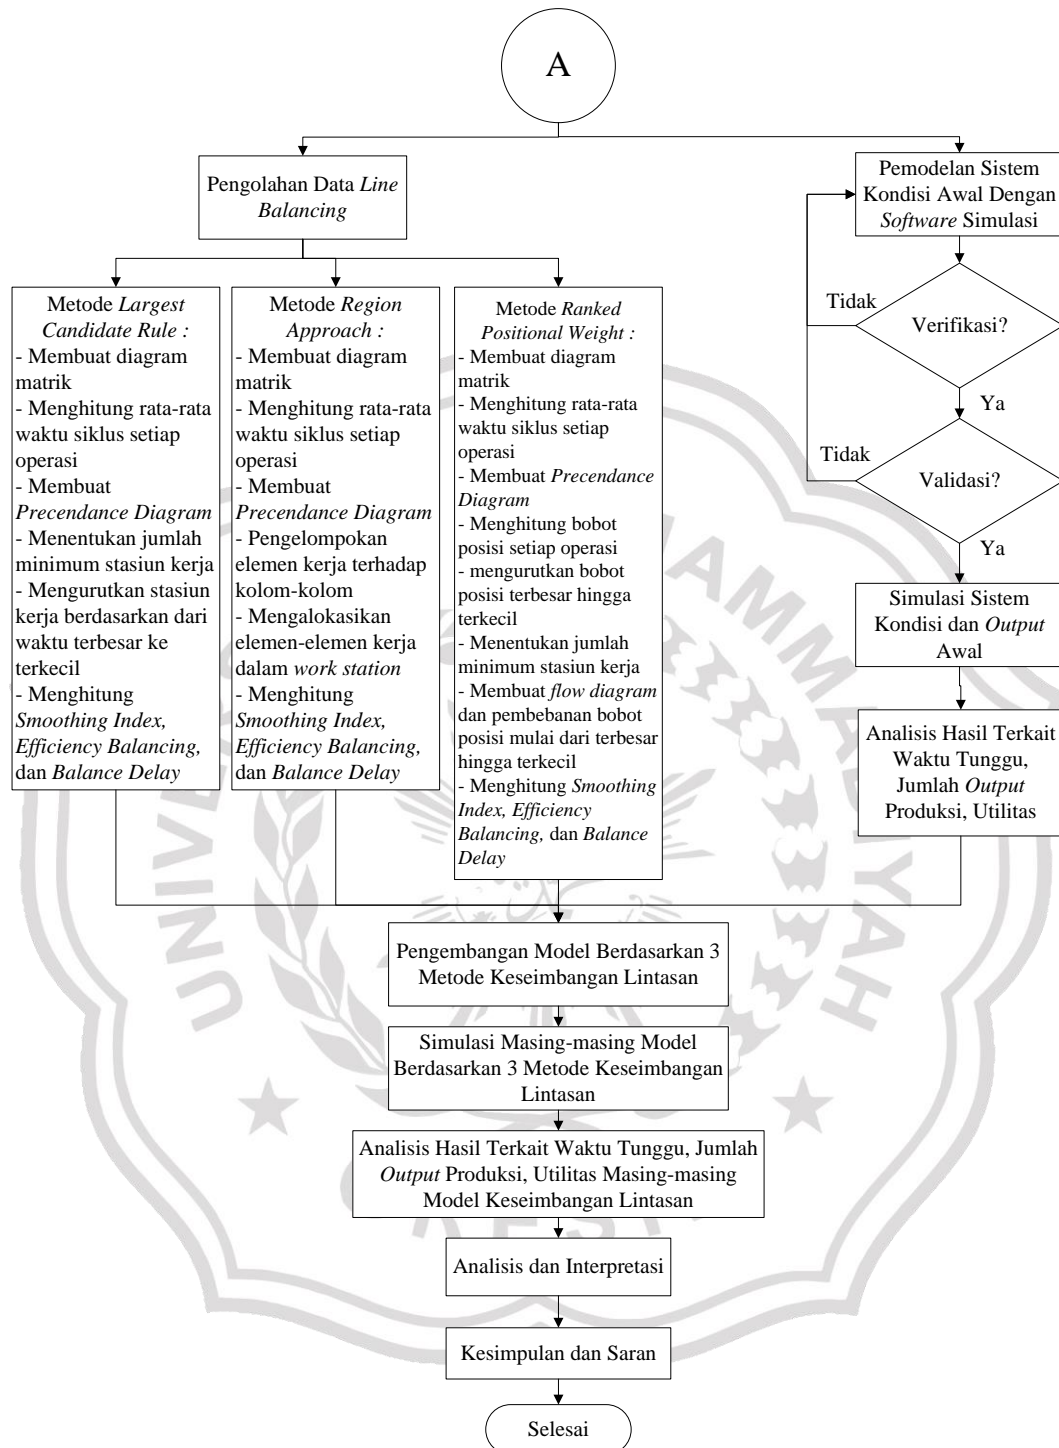 A
Pengolahan Data Line
Balancing
Pemodelan Sistem
Kondisi Awal Dengan
Software Simulasi
Metode Largest
Candidate Rule :
- Membuat diagram
matrik
- Menghitung rata-rata
waktu siklus setiap
operasi
- Membuat
Precendance Diagram
- Menentukan jumlah
minimum stasiun kerja
- Mengurutkan stasiun
kerja berdasarkan dari
waktu terbesar ke
terkecil
- Menghitung
Smoothing Index,
Efficiency Balancing,
dan Balance Delay
Metode Region
Approach :
- Membuat diagram
matrik
- Menghitung rata-rata
waktu siklus setiap
operasi
- Membuat
Precendance Diagram
- Pengelompokan
elemen kerja terhadap
kolom-kolom
- Mengalokasikan
elemen-elemen kerja
dalam work station
- Menghitung
Smoothing Index,
Efficiency Balancing,
dan Balance Delay
Metode Ranked
Positional Weight :
- Membuat diagram
matrik
- Menghitung rata-rata
waktu siklus setiap
operasi
- Membuat Precendance
Diagram
- Menghitung bobot
posisi setiap operasi
- mengurutkan bobot
posisi terbesar hingga
terkecil
- Menentukan jumlah
minimum stasiun kerja
- Membuat flow diagram
dan pembebanan bobot
posisi mulai dari terbesar
hingga terkecil
- Menghitung Smoothing
Index, Efficiency
Balancing, dan Balance
Delay
Tidak
Verifikasi?
Ya
Tidak
Validasi?
Ya
Simulasi Sistem
Kondisi dan Output
Awal
Analisis Hasil Terkait
Waktu Tunggu,
Jumlah Output
Produksi, Utilitas
Pengembangan Model Berdasarkan 3
Metode Keseimbangan Lintasan
Simulasi Masing-masing Model
Berdasarkan 3 Metode Keseimbangan
Lintasan
Analisis Hasil Terkait Waktu Tunggu, Jumlah
Output Produksi, Utilitas Masing-masing
Model Keseimbangan Lintasan
Analisis dan Interpretasi
Kesimpulan dan Saran
Selesai